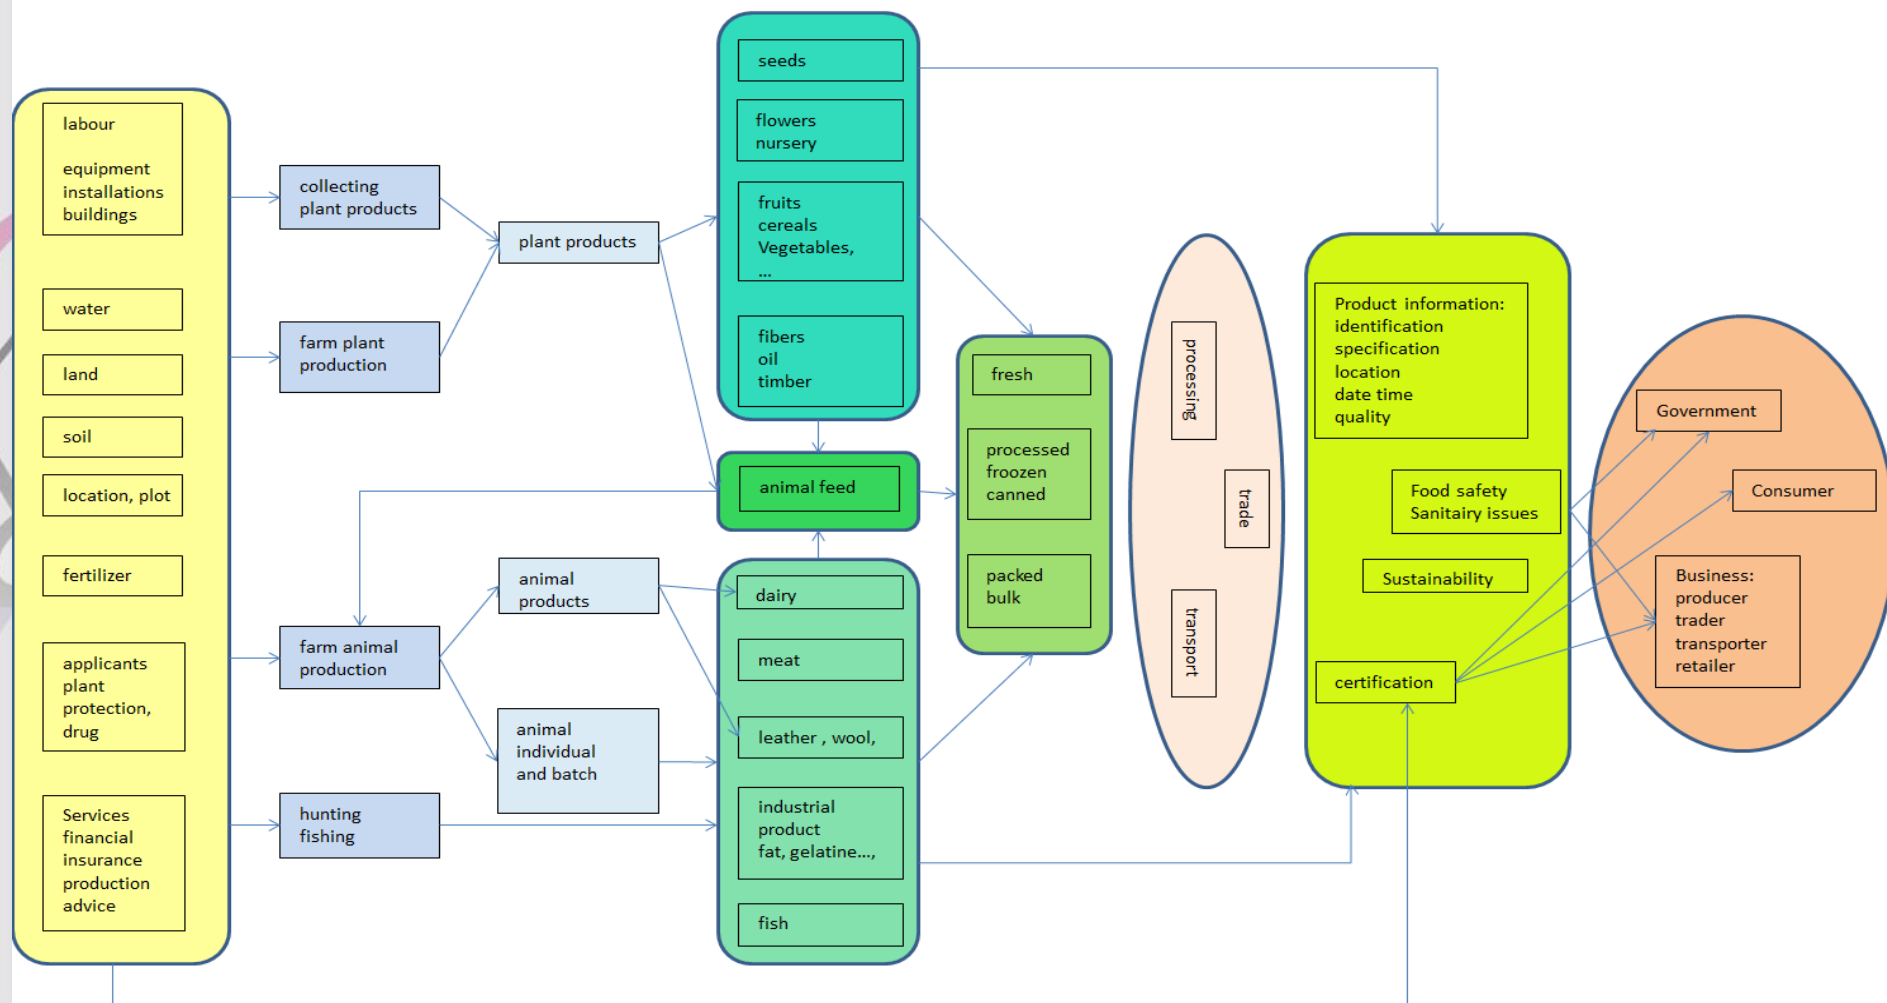 labour
equipment
installations
buildings
water
land
soil
location, plot
fertilizer
applicants
plant
protection,
drug
Services
financial
insurance
production
advice
collecting
plant products
farm plant
production
farm animal
production
hunting
fishing
plant products
animal
products
animal
individual
and batch
seeds
flowers
nursery
fruits
cereals
Vegetables,
...
fibers
oil
timber
animal feed
dairy
meat
leather , wool,
industrial
product
fat, gelatine...,
fish
fresh
processed
froozen
canned
packed
bulk
processing
trade
transport
Product information:
identification
specification
location
date time
quality
Food safety
Sanitairy issues
Sustainability
certification
Government
Consumer
Business:
producer
trader
transporter
retailer